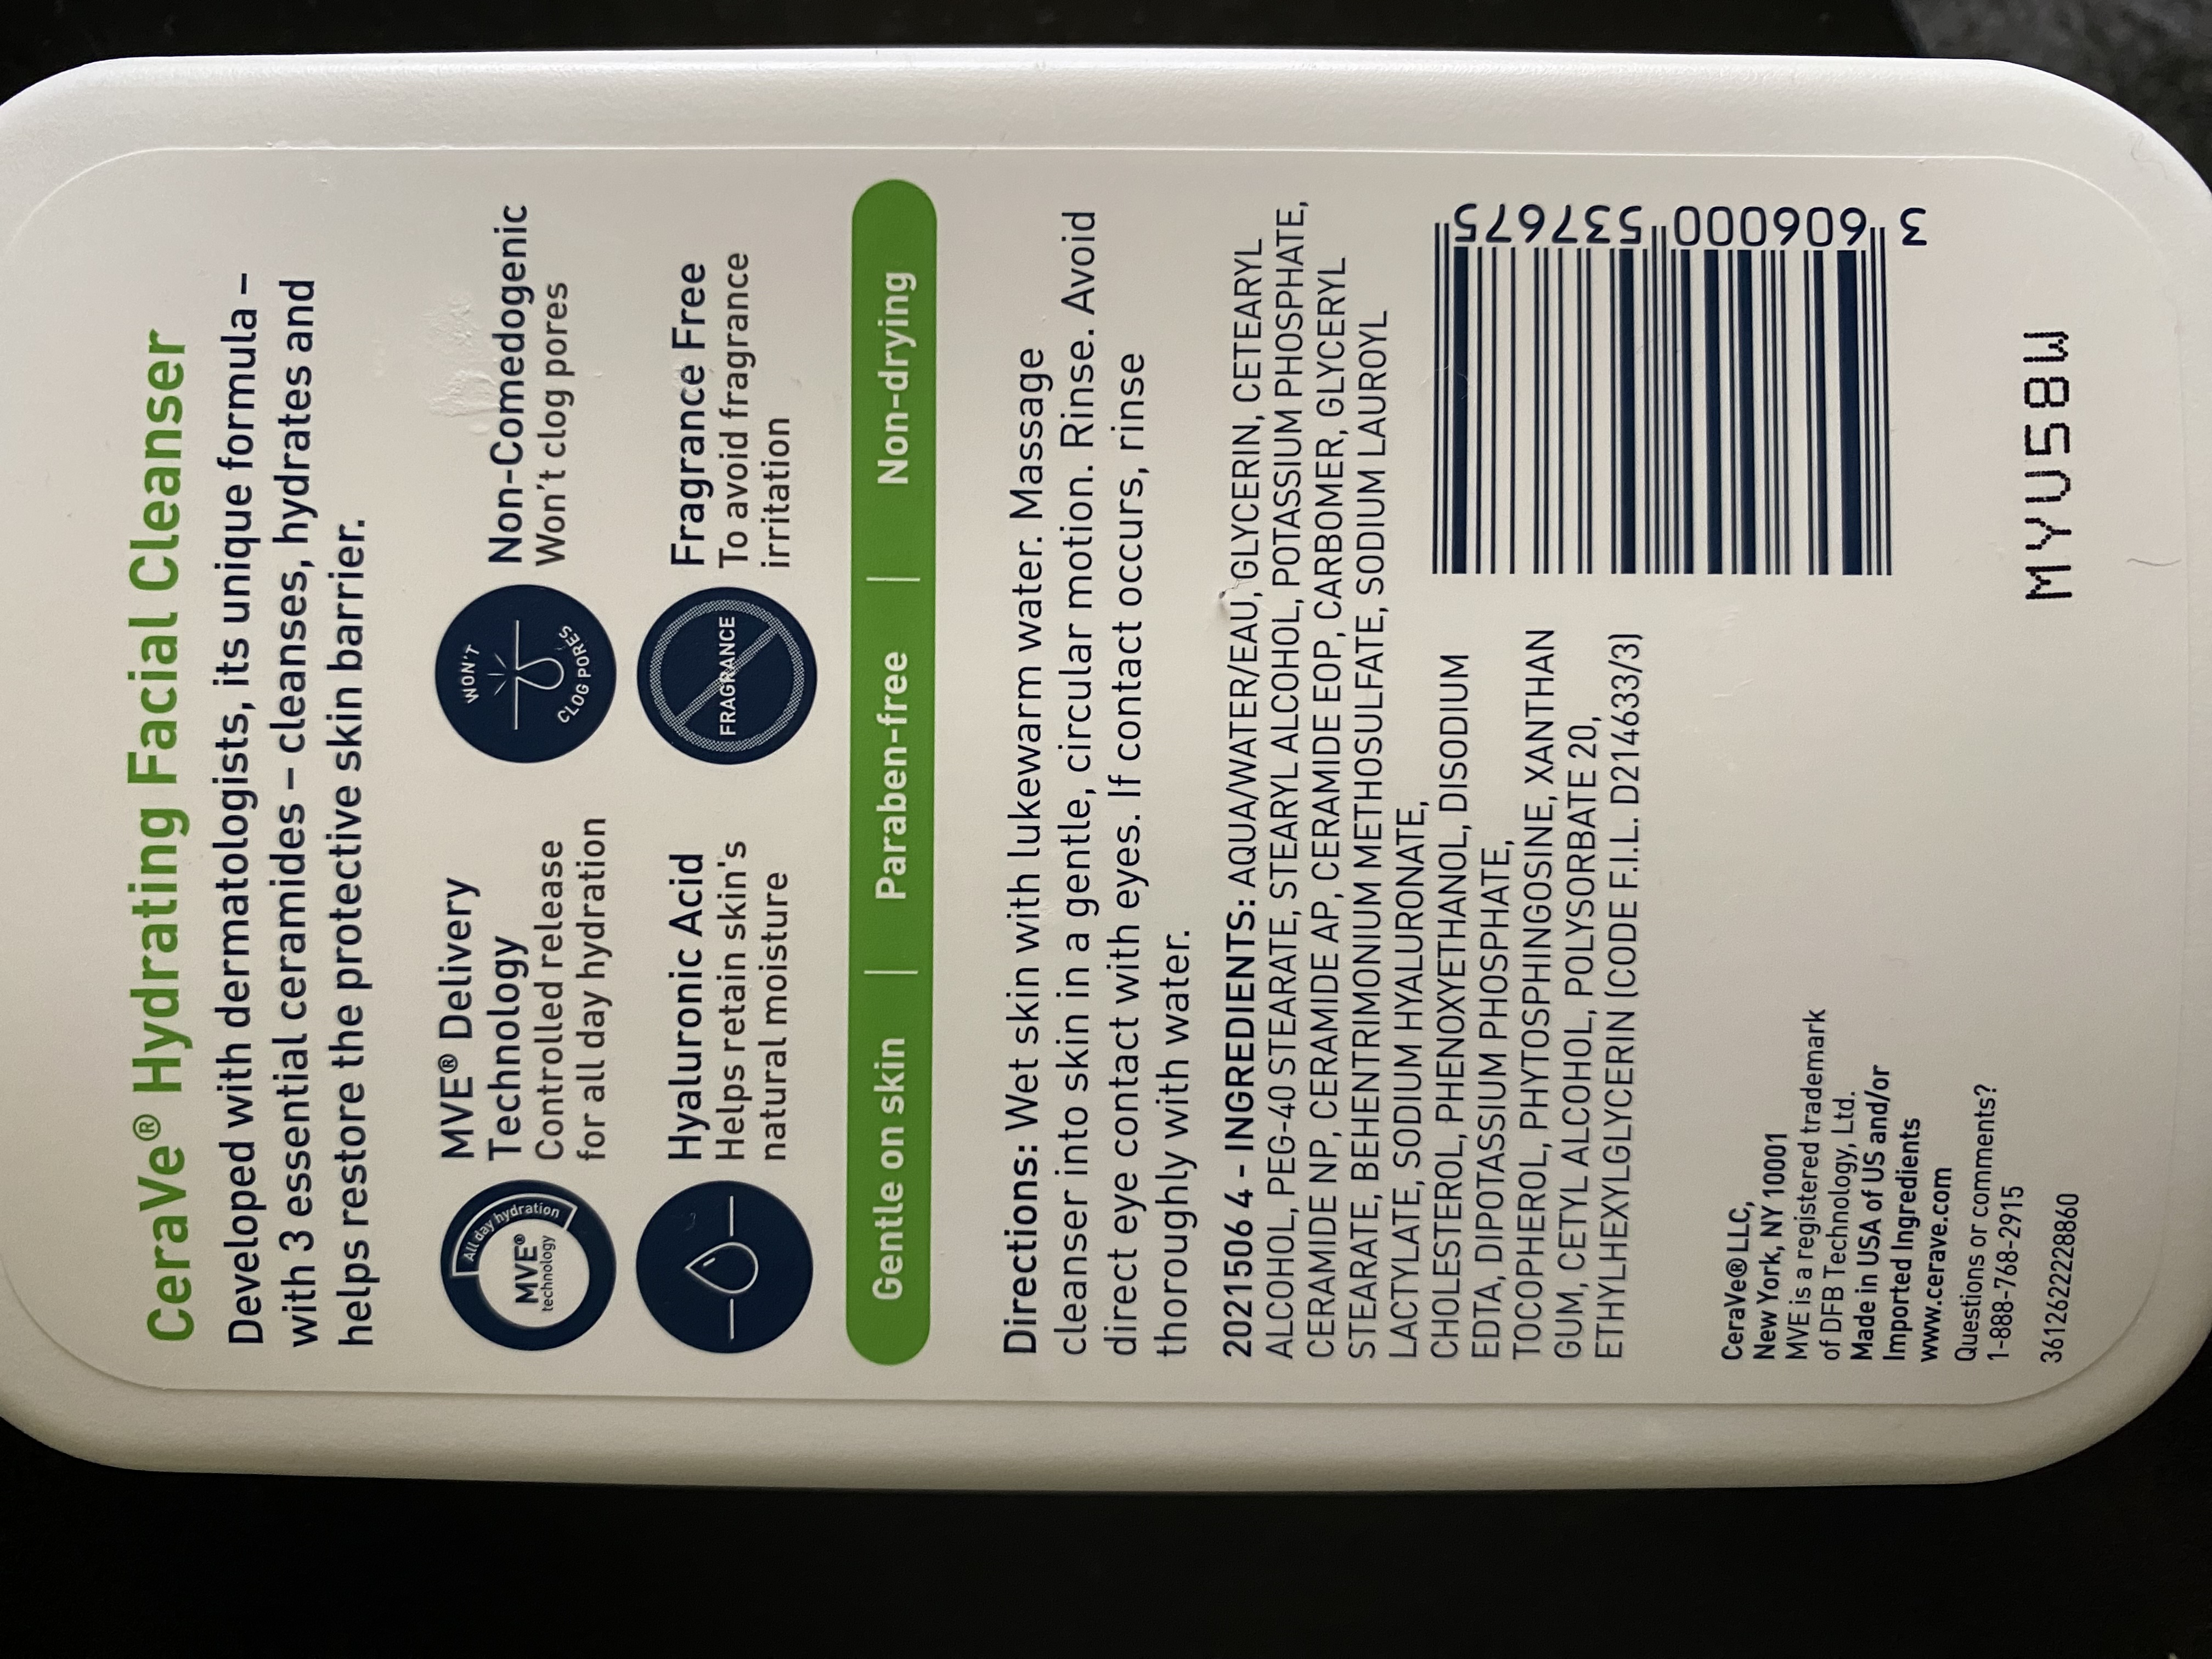 CeraVe® Hydrating Facial Cleanser
Developed with dermatologists, its unique formula –
with 3 essential ceramides – cleanses, hydrates and
helps restore the protective skin barrier.
All day hydration
MVE®
technology
MVE® Delivery
Technology
Controlled release
for all day hydration
WON'T
CLOG PORES
Non-Comedogenic
Won't clog pores
Hyaluronic Acid
Helps retain skin's
natural moisture
FRAGRANCE
Fragrance Free
To avoid fragrance
irritation
Gentle on skin | Paraben-free | Non-drying
Directions: Wet skin with lukewarm water. Massage
cleanser into skin in a gentle, circular motion. Rinse. Avoid
direct eye contact with eyes. If contact occurs, rinse
thoroughly with water.
2021506 4 - INGREDIENTS: AQUA/WATER/EAU, GLYCERIN, CETEARYL
ALCOHOL, PEG-40 STEARATE, STEARYL ALCOHOL, POTASSIUM PHOSPHATE,
CERAMIDE NP, CERAMIDE AP, CERAMIDE EOP, CARBOMER, GLYCERYL
STEARATE, BEHENTRIMONIUM METHOSULFATE, SODIUM LAUROYL
LACTYLATE, SODIUM HYALURONATE,
CHOLESTEROL, PHENOXYETHANOL, DISODIUM
EDTA, DIPOTASSIUM PHOSPHATE,
TOCOPHEROL, PHYTOSPHINGOSINE, XANTHAN
GUM, CETYL ALCOHOL, POLYSORBATE 20,
ETHYLHEXYLGLYCERIN (CODE F.I.L. D214633/3)
3 606000 537675
CeraVe® LLC,
New York, NY 10001
MVE is a registered trademark
of DFB Technology, Ltd.
Made in USA of US and/or
Imported Ingredients
www.cerave.com
Questions or comments?
1-888-768-2915
3612622228860
MYU58W